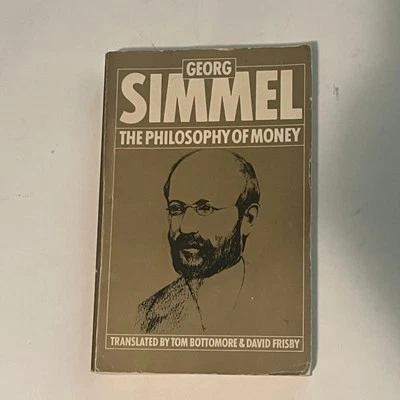 GEORG
SIMMEL
THE PHILOSOPHY OF MONEY
TRANSLATED BY TOM BOTTOMORE & DAVID FRISBY